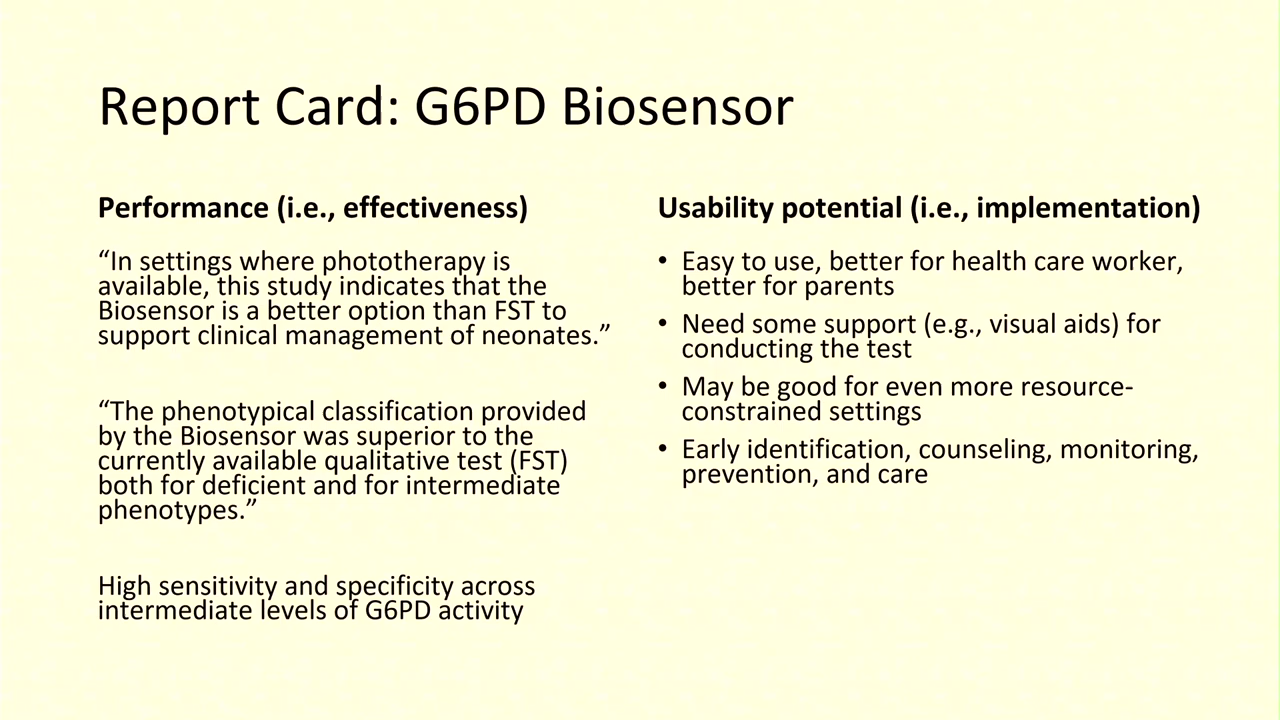 Report Card: G6PD Biosensor
Performance (i.e., effectiveness)
“In settings where phototherapy is
available, this study indicates that the
Biosensor is a better option than FST to
support clinical management of neonates.”
“The phenotypical classification provided
by the Biosensor was superior to the
currently available qualitative test (FST)
both for deficient and for intermediate
phenotypes.”
High sensitivity and specificity across
intermediate levels of G6PD activity
Usability potential (i.e., implementation)
• Easy to use, better for health care worker,
better for parents
• Need some support (e.g., visual aids) for
conducting the test
• May be good for even more resource-
constrained settings
• Early identification, counseling, monitoring,
prevention, and care